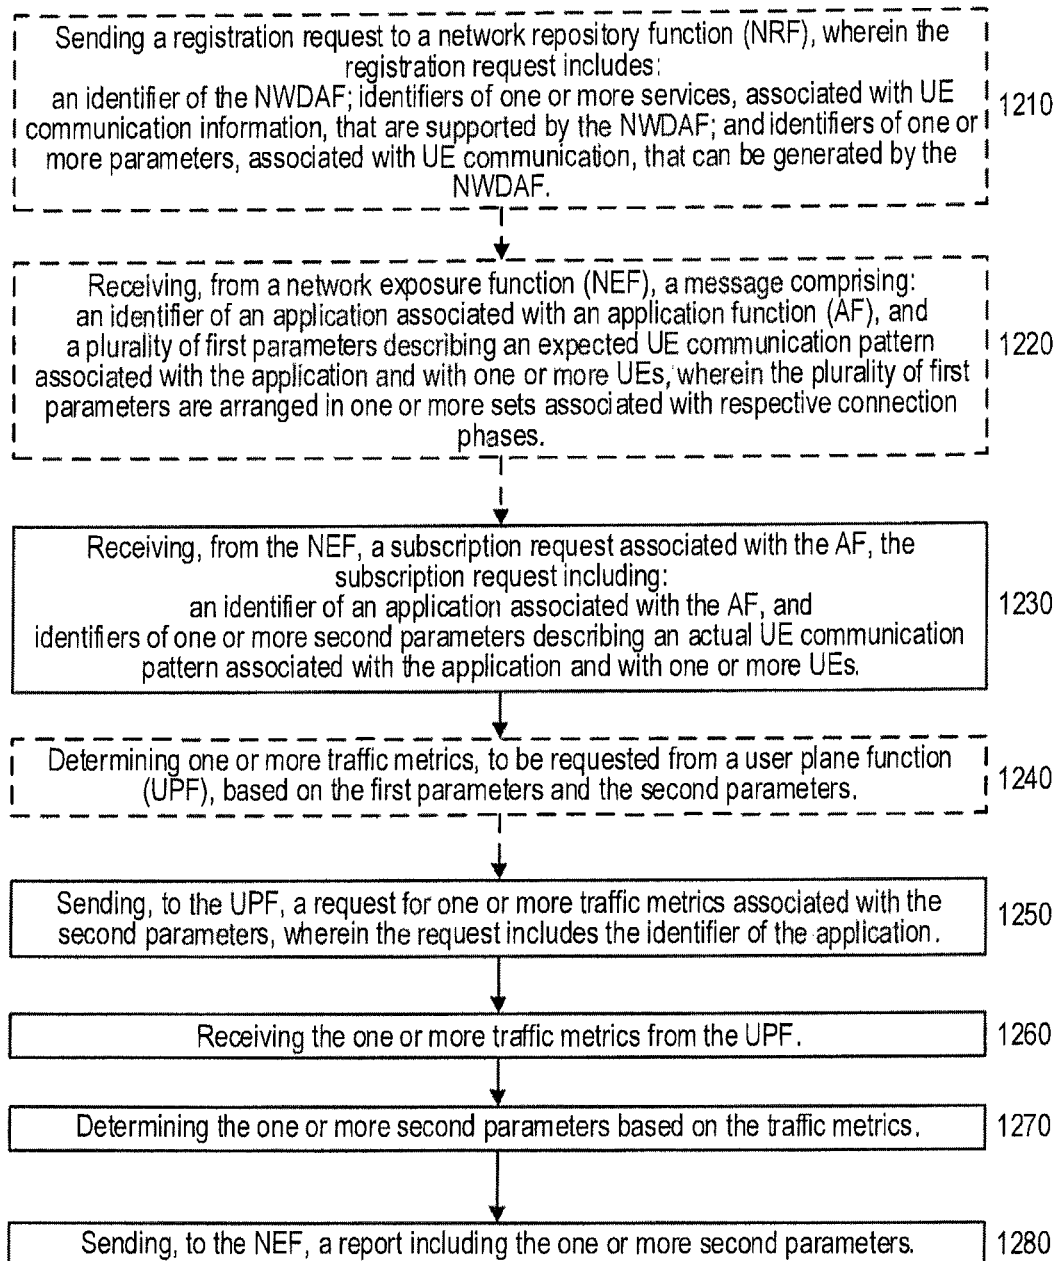 Sending a registration request to a network repository function (NRF), wherein the
registration request includes:
an identifier of the NWDAF; identifiers of one or more services, associated with UE
communication information, that are supported by the NWDAF; and identifiers of one or
more parameters, associated with UE communication, that can be generated by the
NWDAF.
1210
Receiving, from a network exposure function (NEF), a message comprising:
an identifier of an application associated with an application function (AF), and
a plurality of first parameters describing an expected UE communication pattern
associated with the application and with one or more UEs, wherein the plurality of first
parameters are arranged in one or more sets associated with respective connection
phases.
1220
Receiving, from the NEF, a subscription request associated with the AF, the
subscription request including:
an identifier of an application associated with the AF, and
identifiers of one or more second parameters describing an actual UE communication
pattern associated with the application and with one or more UEs.
1230
Determining one or more traffic metrics, to be requested from a user plane function
(UPF), based on the first parameters and the second parameters.
1240
Sending, to the UPF, a request for one or more traffic metrics associated with the
second parameters, wherein the request includes the identifier of the application.
1250
Receiving the one or more traffic metrics from the UPF.
1260
Determining the one or more second parameters based on the traffic metrics.
1270
Sending, to the NEF, a report including the one or more second parameters.
1280